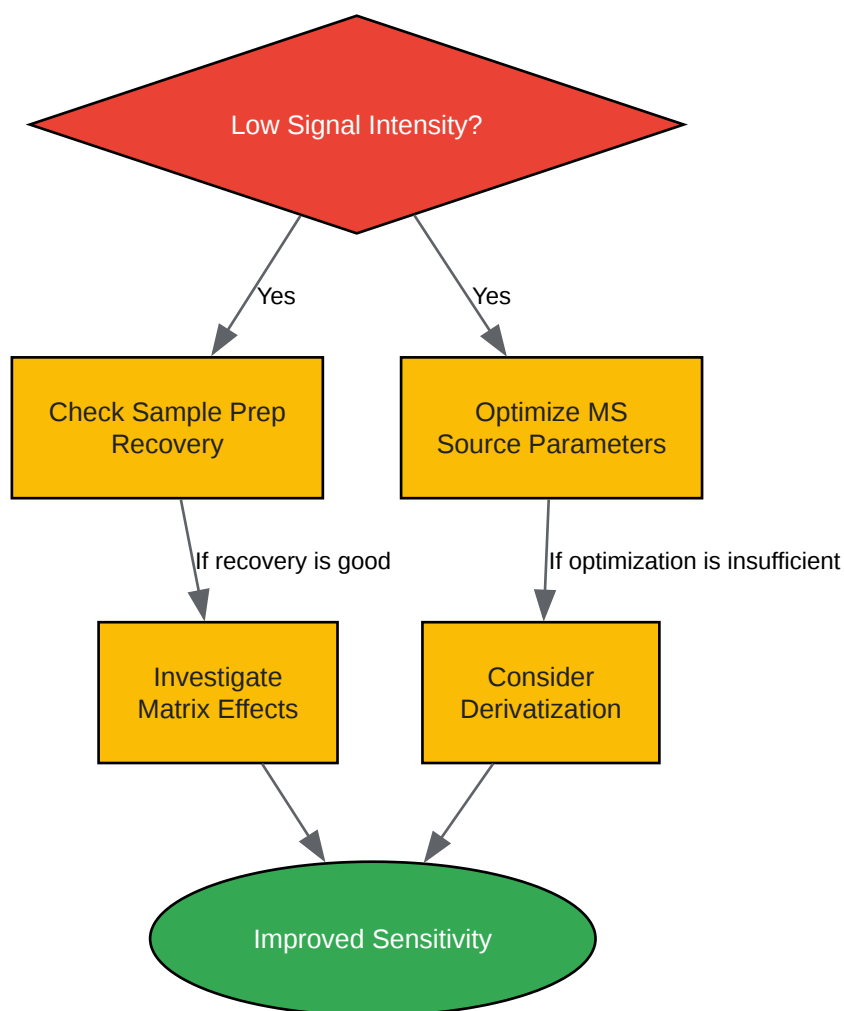 Low Signal Intensity?
Yes
Yes
Check Sample Prep
Recovery
Optimize MS
Source Parameters
If recovery is good
If optimization is insufficient
Investigate
Matrix Effects
Consider
Derivatization
Improved Sensitivity